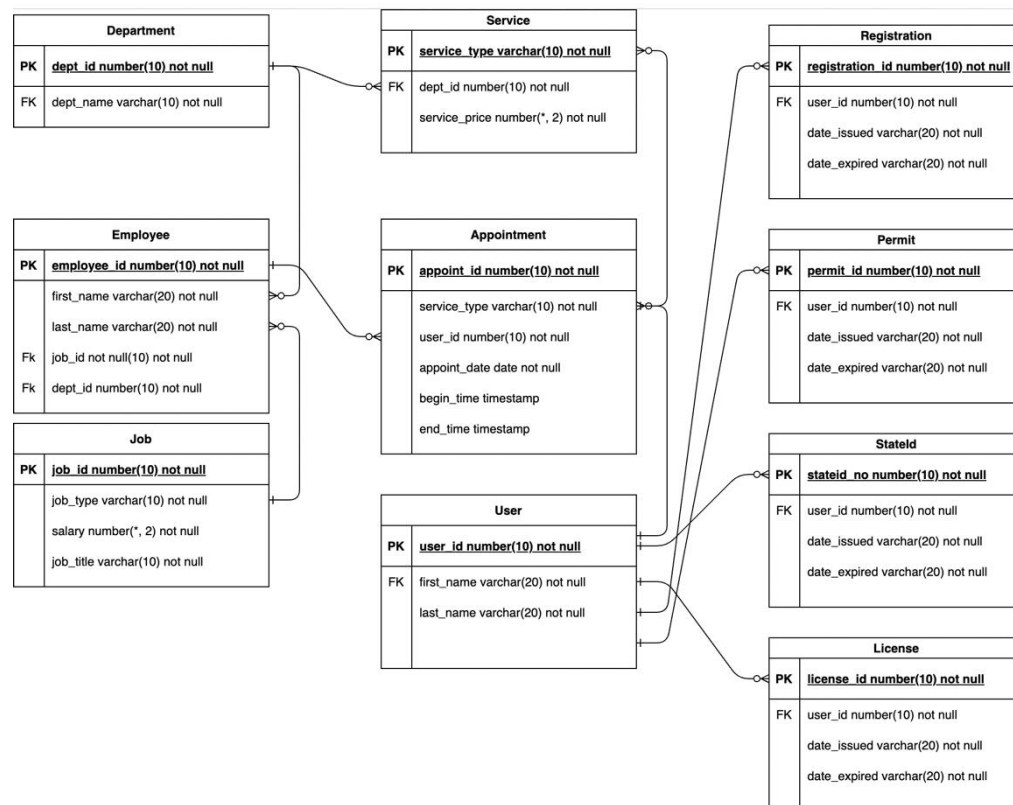 Department
PK dept_id number(10) not null
FK dept_name varchar(10) not null
Service
PK service_type varchar(10) not null
FK dept_id number(10) not null
service_price number(*, 2) not null
Registration
PK registration_id number(10) not null
FK user_id number(10) not null
date_issued varchar(20) not null
date_expired varchar(20) not null
Employee
PK employee_id number(10) not null
first_name varchar(20) not null
last_name varchar(20) not null
Fk job_id not null(10) not null
Fk dept_id number(10) not null
Appointment
PK appoint_id number(10) not null
service_type varchar(10) not null
user_id number(10) not null
appoint_date date not null
begin_time timestamp
end_time timestamp
Permit
PK permit_id number(10) not null
FK user_id number(10) not null
date_issued varchar(20) not null
date_expired varchar(20) not null
Job
PK job_id number(10) not null
job_type varchar(10) not null
salary number(*, 2) not null
job_title varchar(10) not null
User
PK user_id number(10) not null
FK first_name varchar(20) not null
last_name varchar(20) not null
StateId
PK stateid_no number(10) not null
FK user_id number(10) not null
date_issued varchar(20) not null
date_expired varchar(20) not null
License
PK license_id number(10) not null
FK user_id number(10) not null
date_issued varchar(20) not null
date_expired varchar(20) not null